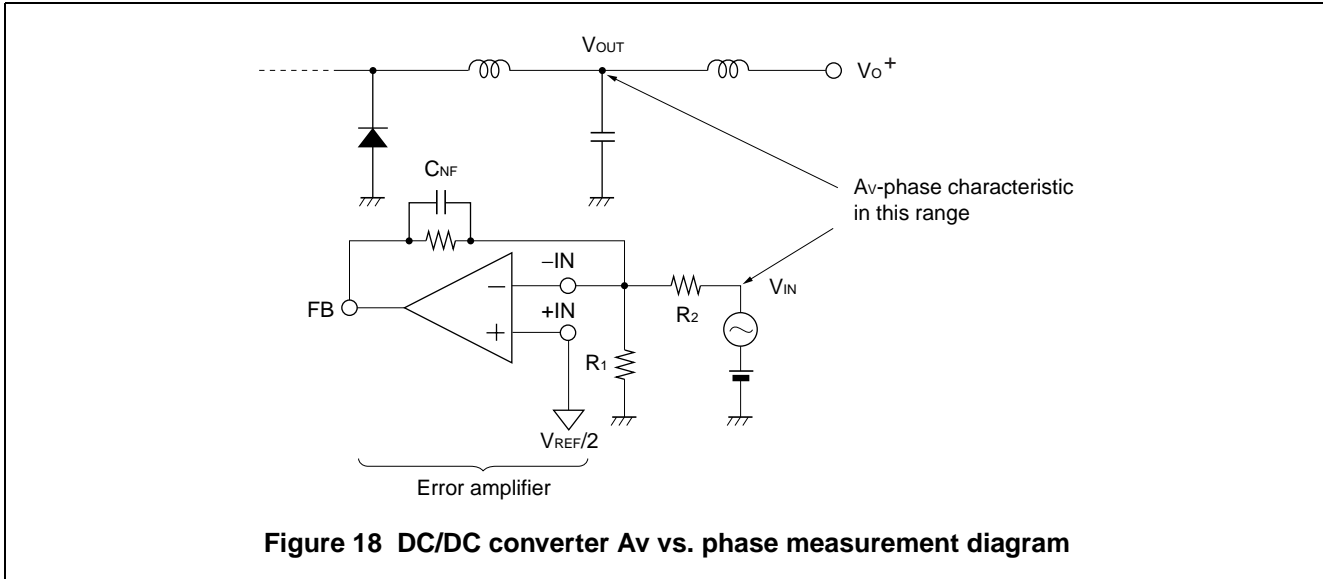 VOUT
VO+
CNF
AV-phase characteristic
in this range
−IN
−
VIN
FB
R2
+IN
+
R1
VREF/2
Error amplifier
Figure 18 DC/DC converter Av vs. phase measurement diagram